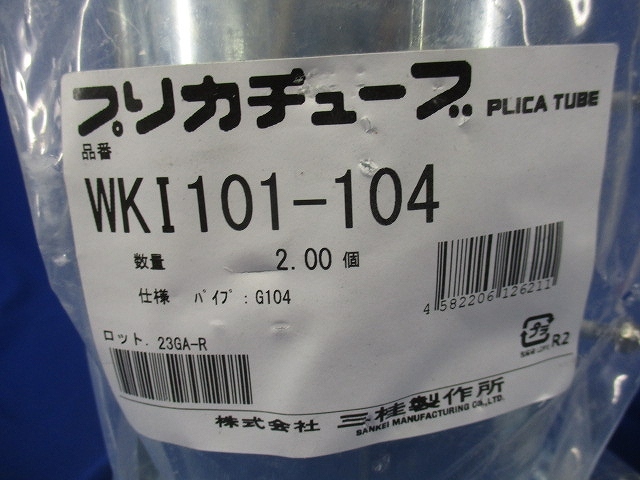 プリカチューブ PLICA TUBE
品番
WKI101-104
数量 2.00 個
仕様 ﾊﾟｲﾌﾟ:G104
4 582206 126211
ロット. 23GA-R
プラ
R2
株式会社 三桂製作所
SANKEI MANUFACTURING CO.,LTD.